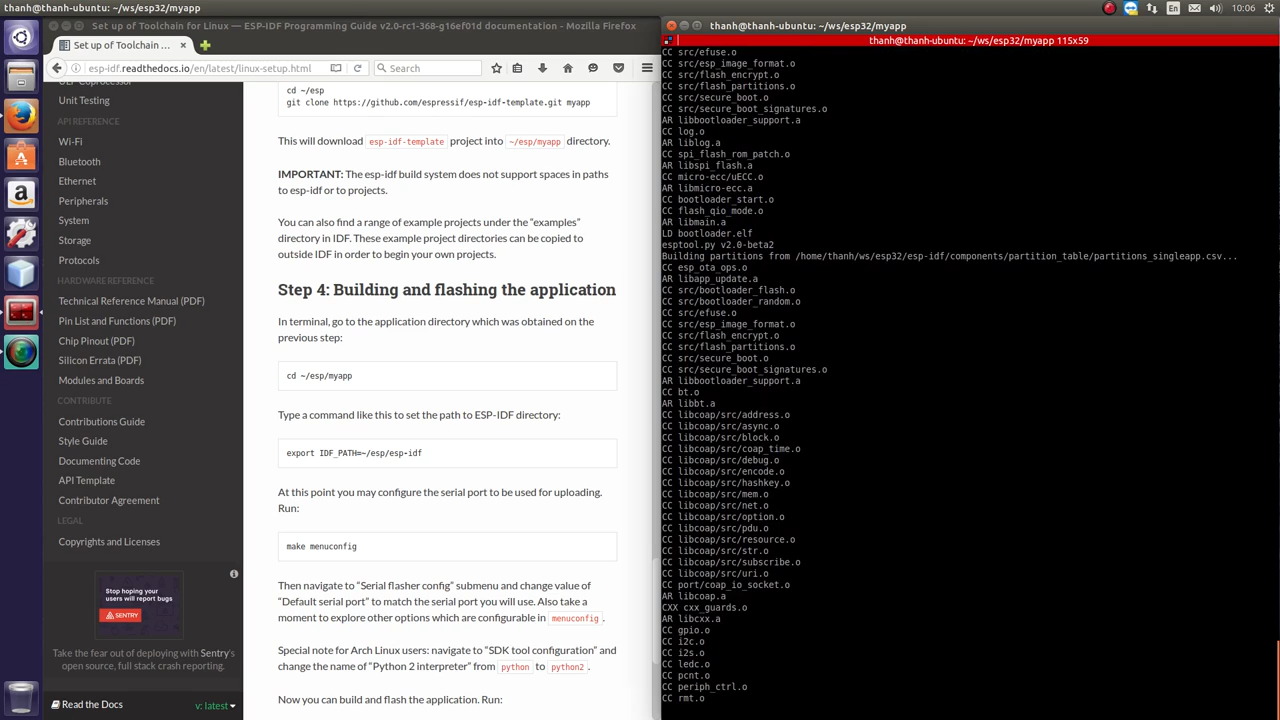 thanh@thanh-ubuntu: ~/ws/esp32/myapp
En
10:06
Set up of Toolchain for Linux — ESP-IDF Programming Guide v2.0-rc1-368-g16ef01d documentation - Mozilla Firefox
Set up of Toolchain ...
esp-idf.readthedocs.io/en/latest/linux-setup.html
Search
Unit Testing
API REFERENCE
Wi-Fi
Bluetooth
Ethernet
Peripherals
System
Storage
Protocols
HARDWARE REFERENCE
Technical Reference Manual (PDF)
Pin List and Functions (PDF)
Chip Pinout (PDF)
Silicon Errata (PDF)
Modules and Boards
CONTRIBUTE
Contributions Guide
Style Guide
Documenting Code
API Template
Contributor Agreement
LEGAL
Copyrights and Licenses
Stop hoping your
users will report
bugs
SENTRY
Take the fear out of deploying with Sentry's
open source, full stack crash reporting.
Read the Docs
v: latest
cd ~/esp
git clone https://github.com/espressif/esp-idf-template.git myapp
This will download esp-idf-template project into ~/esp/myapp directory.
IMPORTANT: The esp-idf build system does not support spaces in paths
to esp-idf or to projects.
You can also find a range of example projects under the "examples"
directory in IDF. These example project directories can be copied to
outside IDF in order to begin your own projects.
Step 4: Building and flashing the application
In terminal, go to the application directory which was obtained on the
previous step:
cd ~/esp/myapp
Type a command like this to set the path to ESP-IDF directory:
export IDF_PATH=~/esp/esp-idf
At this point you may configure the serial port to be used for uploading.
Run:
make menuconfig
Then navigate to "Serial flasher config" submenu and change value of
"Default serial port" to match the serial port you will use. Also take a
moment to explore other options which are configurable in menuconfig .
Special note for Arch Linux users: navigate to "SDK tool configuration" and
change the name of "Python 2 interpreter" from python to python2 .
Now you can build and flash the application. Run:
thanh@thanh-ubuntu: ~/ws/esp32/myapp
thanh@thanh-ubuntu: ~/ws/esp32/myapp 115x59
CC src/efuse.o
CC src/esp_image_format.o
CC src/flash_encrypt.o
CC src/flash_partitions.o
CC src/secure_boot.o
CC src/secure_boot_signatures.o
AR libbootloader_support.a
CC log.o
AR liblog.a
CC spi_flash_rom_patch.o
AR libspi_flash.a
CC micro-ecc/uECC.o
AR libmicro-ecc.a
CC bootloader_start.o
CC flash_qio_mode.o
AR libmain.a
LD bootloader.elf
esptool.py v2.0-beta2
Building partitions from /home/thanh/ws/esp32/esp-idf/components/partition_table/partitions_singleapp.csv...
CC esp_ota_ops.o
AR libapp_update.a
CC src/bootloader_flash.o
CC src/bootloader_random.o
CC src/efuse.o
CC src/esp_image_format.o
CC src/flash_encrypt.o
CC src/flash_partitions.o
CC src/secure_boot.o
CC src/secure_boot_signatures.o
AR libbootloader_support.a
CC bt.o
AR libbt.a
CC libcoap/src/address.o
CC libcoap/src/async.o
CC libcoap/src/block.o
CC libcoap/src/coap_time.o
CC libcoap/src/debug.o
CC libcoap/src/encode.o
CC libcoap/src/hashkey.o
CC libcoap/src/mem.o
CC libcoap/src/net.o
CC libcoap/src/option.o
CC libcoap/src/pdu.o
CC libcoap/src/resource.o
CC libcoap/src/str.o
CC libcoap/src/subscribe.o
CC libcoap/src/uri.o
CC port/coap_io_socket.o
AR libcoap.a
CXX cxx_guards.o
AR libcxx.a
CC gpio.o
CC i2c.o
CC i2s.o
CC ledc.o
CC pcnt.o
CC periph_ctrl.o
CC rmt.o